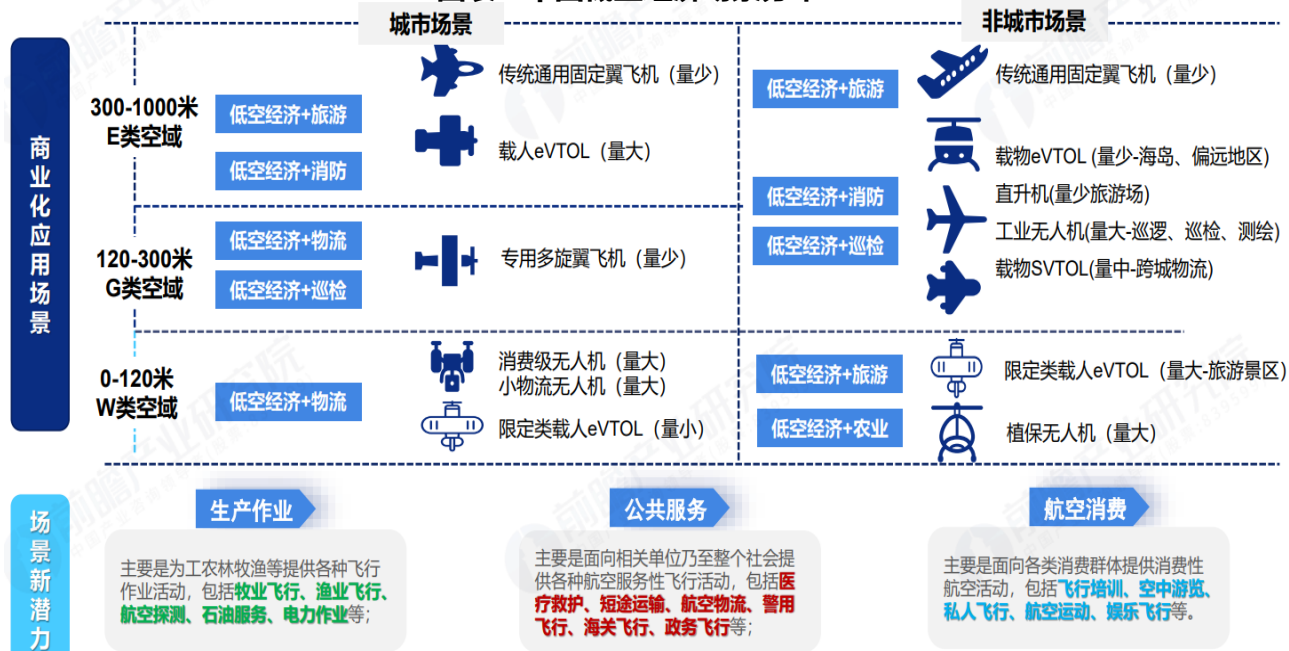 城市场景
非城市场景
商业化应用场景
300-1000米
E类空域
低空经济+旅游
低空经济+消防
传统通用固定翼飞机（量少）
载人eVTOL（量大）
低空经济+旅游
传统通用固定翼飞机（量少）
载物eVTOL (量少-海岛、偏远地区)
直升机(量少旅游场)
低空经济+消防
低空经济+巡检
工业无人机(量大-巡逻、巡检、测绘)
载物SVTOL(量中-跨城物流)
120-300米
G类空域
低空经济+物流
低空经济+巡检
专用多旋翼飞机（量少）
0-120米
W类空域
低空经济+物流
消费级无人机（量大）
小物流无人机（量大）
限定类载人eVTOL（量小）
低空经济+旅游
低空经济+农业
限定类载人eVTOL（量大-旅游景区）
植保无人机（量大）
场景新潜力
生产作业
主要是为工农林牧渔等提供各种飞行
作业活动，包括牧业飞行、渔业飞行、
航空探测、石油服务、电力作业等；
公共服务
主要是面向相关单位乃至整个社会提
供各种航空服务性飞行活动，包括医
疗救护、短途运输、航空物流、警用
飞行、海关飞行、政务飞行等；
航空消费
主要是面向各类消费群体提供消费性
航空活动，包括飞行培训、空中游览、
私人飞行、航空运动、娱乐飞行等。
前瞻产业研究院